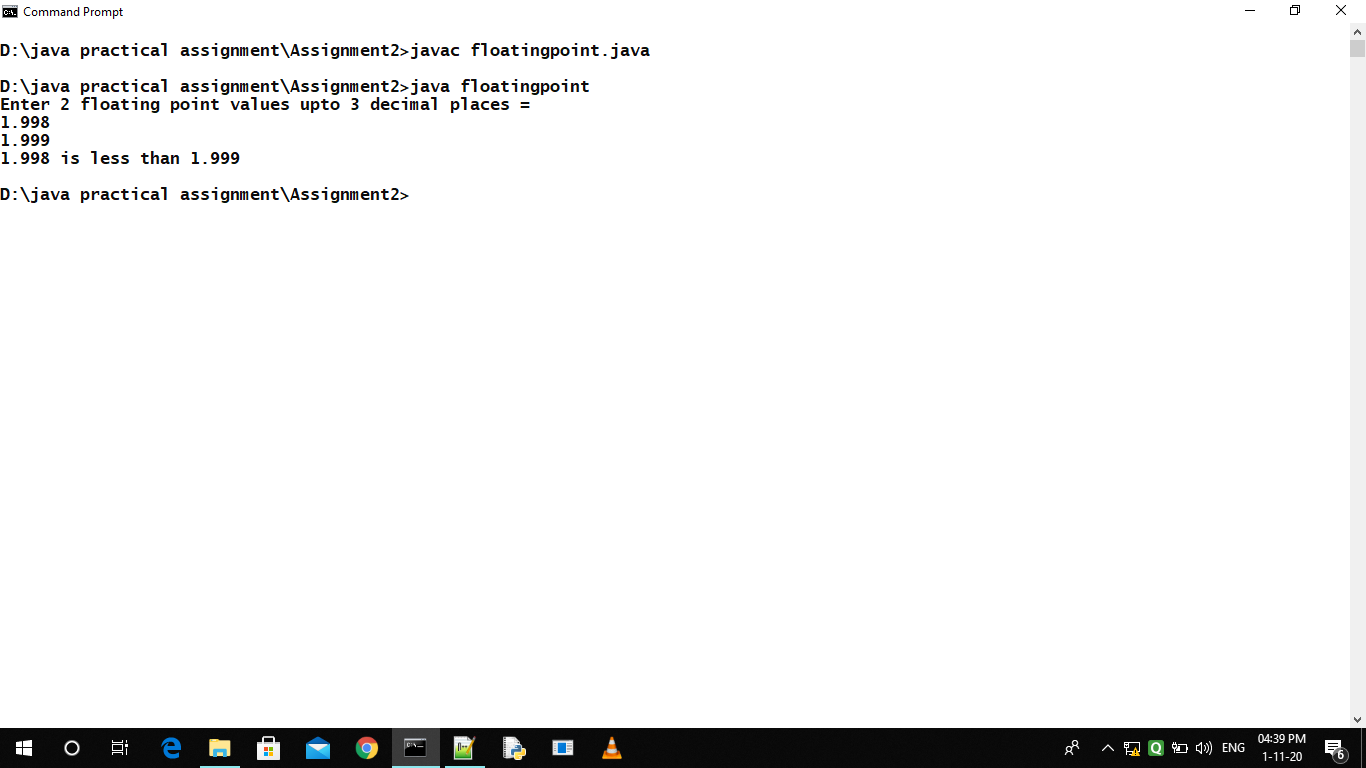 Command Prompt
D:\java practical assignment\Assignment2>javac floatingpoint.java
D:\java practical assignment\Assignment2>java floatingpoint
Enter 2 floating point values upto 3 decimal places =
1.998
1.999
1.998 is less than 1.999
D:\java practical assignment\Assignment2>
ENG
04:39 PM
1-11-20
6